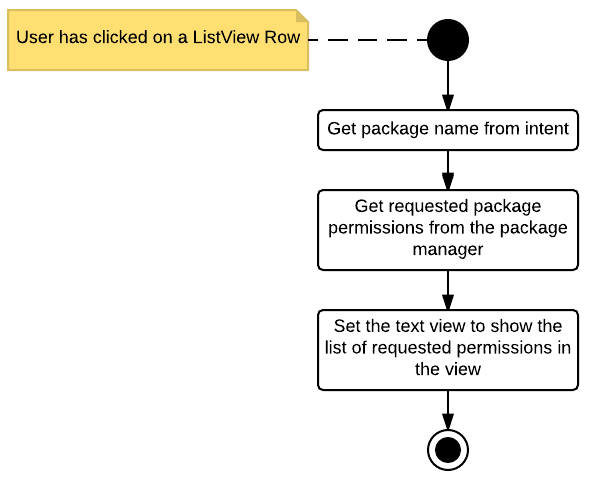 User has clicked on a ListView Row
Get package name from intent
Get requested package
permissions from the package
manager
Set the text view to show the
list of requested permissions in
the view